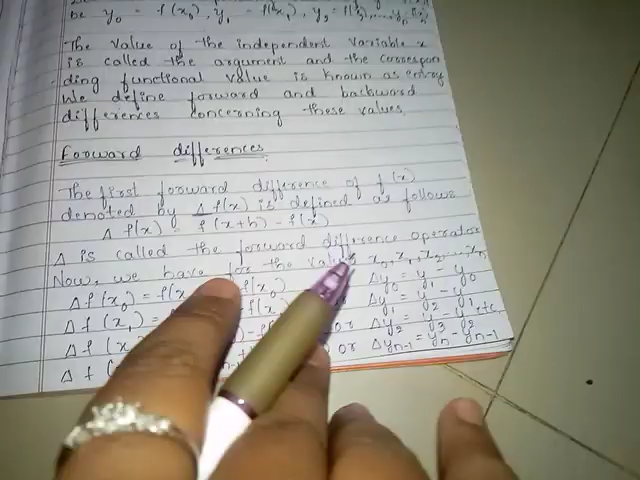 be y₀ = f(x₀), y₁ = f(x₁), y₂ = f(x₂),....yₙ
The value of the independent variable x
is called the argument and the correspon
ding functional value is known as entry
We define forward and backward
differences concerning these values.
Forward differences
The first forward difference of f(x)
denoted by Δf(x) is defined as follows
Δ f(x) = f(x+h) - f(x)
Δ is called the forward difference operator
Now, we have for the values x₀, x₁, x₂, ..., xₙ
Δf(x₀) = f(x f(x₀) Δy₀ = y₁ - y₀
Δf(x₁) = f(x Δy₁ = y₂ - y₁
Δf(x or Δy₂ = y₃ - y₂, etc
Δf( or Δyₙ₋₁ = yₙ - yₙ₋₁